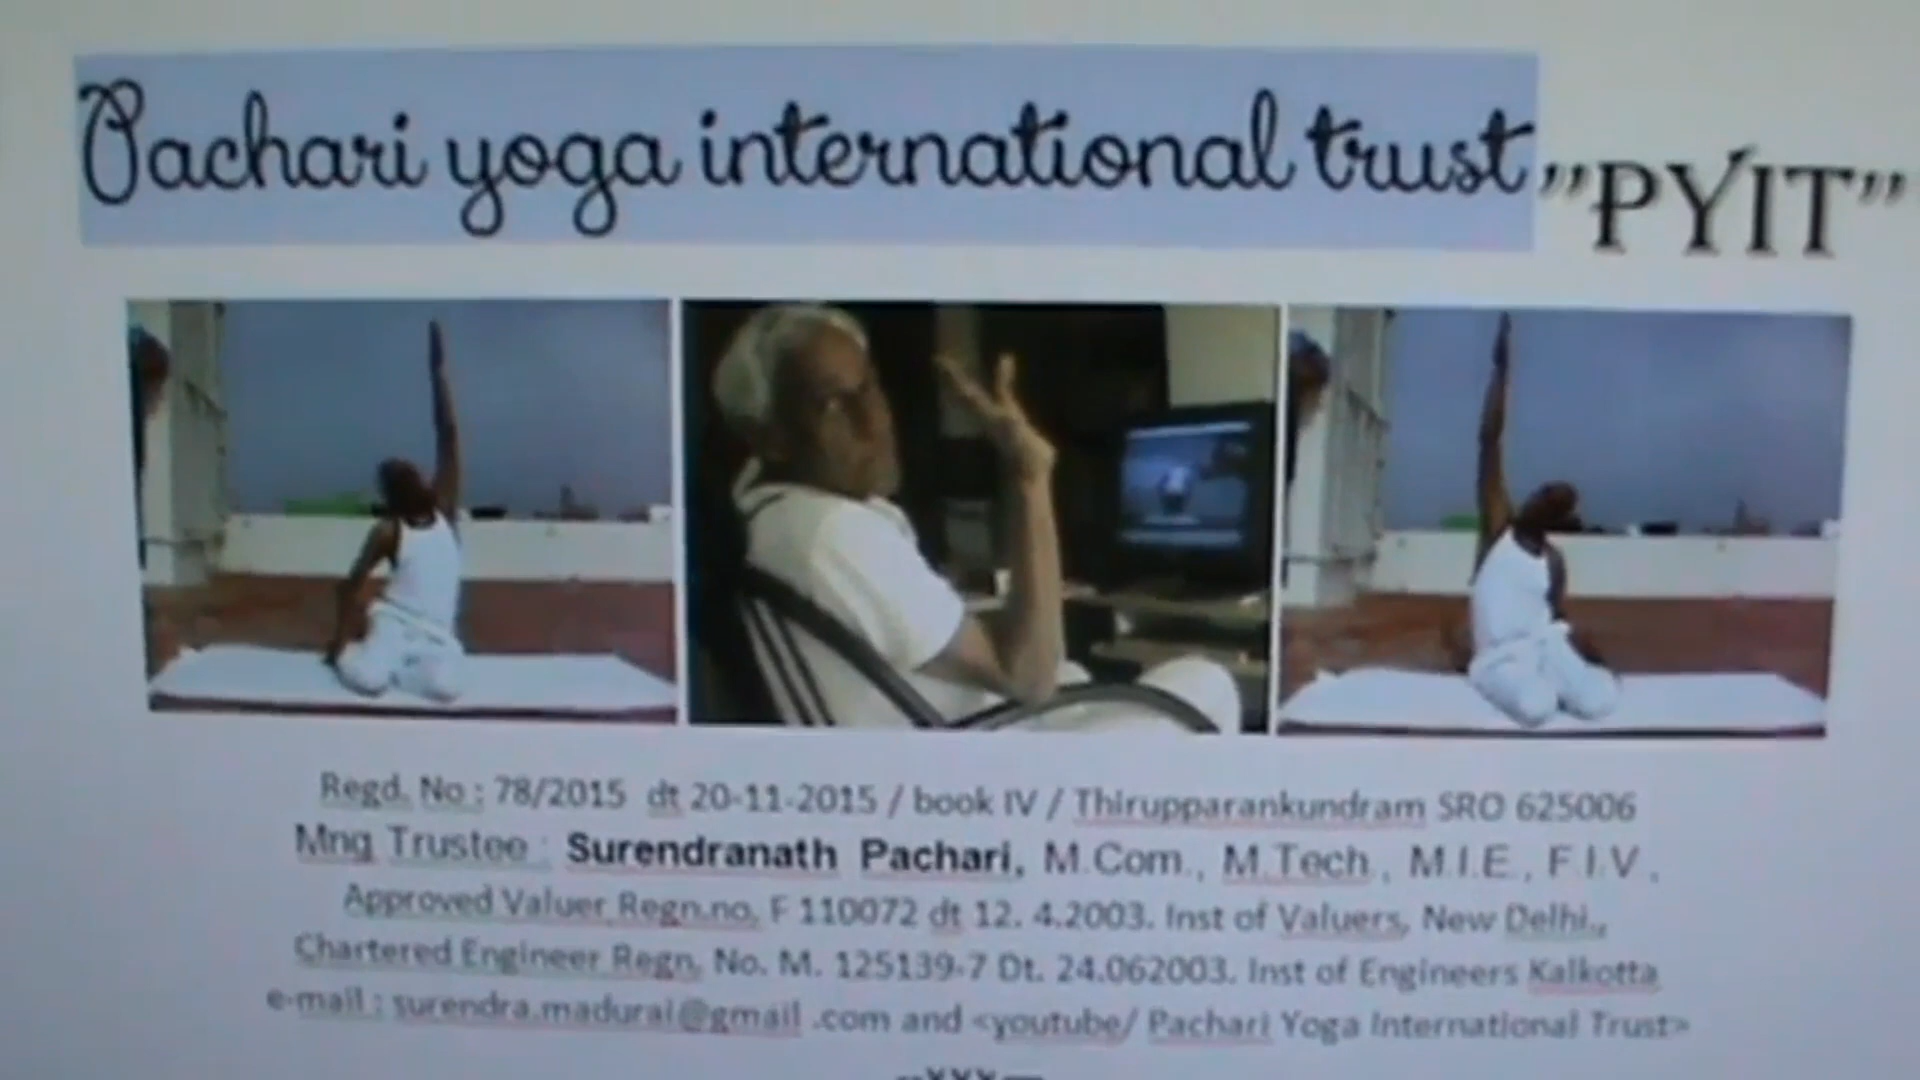 Pachari yoga international trust "PYIT"
Regd. No : 78/2015 dt 20-11-2015 / book IV / Thirupparankundram SRO 625006
Mng Trustee : Surendranath Pachari, M.Com., M.Tech., M.I.E., F.I.V.,
Approved Valuer Regn.no. F 110072 dt 12. 4.2003. Inst of Valuers, New Delhi.,
Chartered Engineer Regn. No. M. 125139-7 Dt. 24.062003. Inst of Engineers Kalkotta
e-mail : surendra.madurai@gmail .com and <youtube/ Pachari Yoga International Trust>
--xxx---